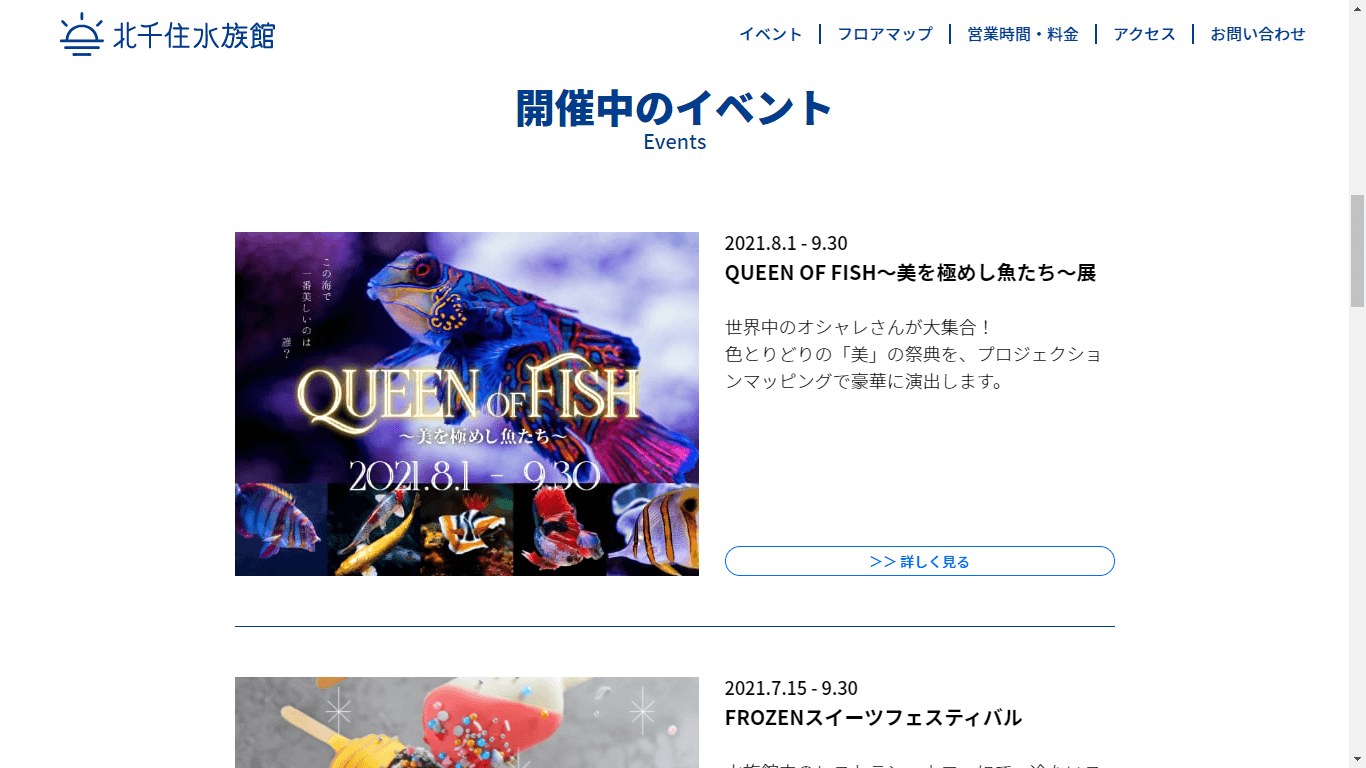 北千住水族館
イベント
フロアマップ
営業時間・料金
アクセス
お問い合わせ
開催中のイベント
Events
この海で
一番美しいのは
誰？
QUEEN OF FISH
～美を極めし魚たち～
2021.8.1 - 9.30
2021.8.1 - 9.30
QUEEN OF FISH～美を極めし魚たち～展
世界中のオシャレさんが大集合！
色とりどりの「美」の祭典を、プロジェクショ
ンマッピングで豪華に演出します。
>> 詳しく見る
2021.7.15 - 9.30
FROZENスイーツフェスティバル